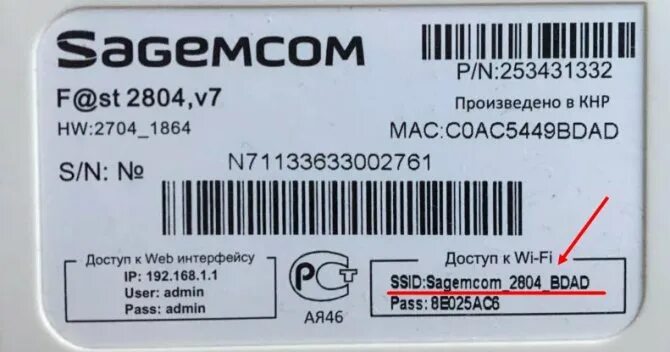 SAGEMCOM
P/N:253431332
F@st 2804,v7
Произведено в КНР
HW:2704_1864
MAC:C0AC5449BDAD
S/N: №
N71133633002761
Доступ к Web интерфейсу
IP: 192.168.1.1
User: admin
Pass: admin
РСТ
АЯ46
Доступ к Wi-Fi
SSID:Sagemcom_2804_BDAD
Pass: 8E025AC6